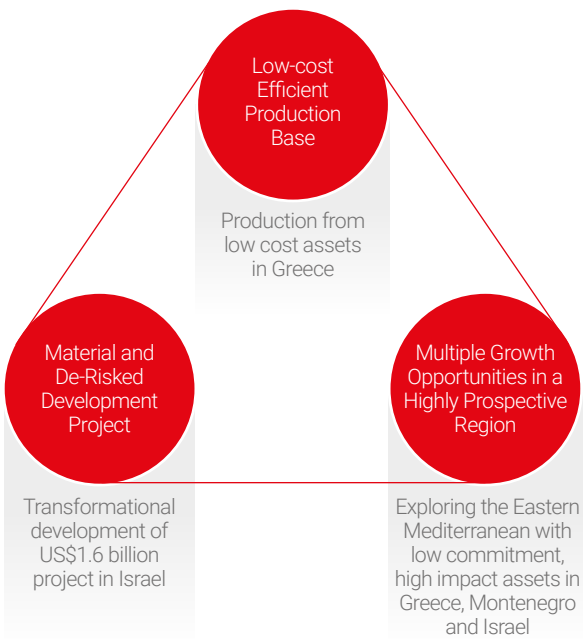 Low-cost
Efficient
Production
Base
Production from
low cost assets
in Greece
Material and
De-Risked
Development
Project
Transformational
development of
US$1.6 billion
project in Israel
Multiple Growth
Opportunities in a
Highly Prospective
Region
Exploring the Eastern
Mediterranean with
low commitment,
high impact assets in
Greece, Montenegro
and Israel